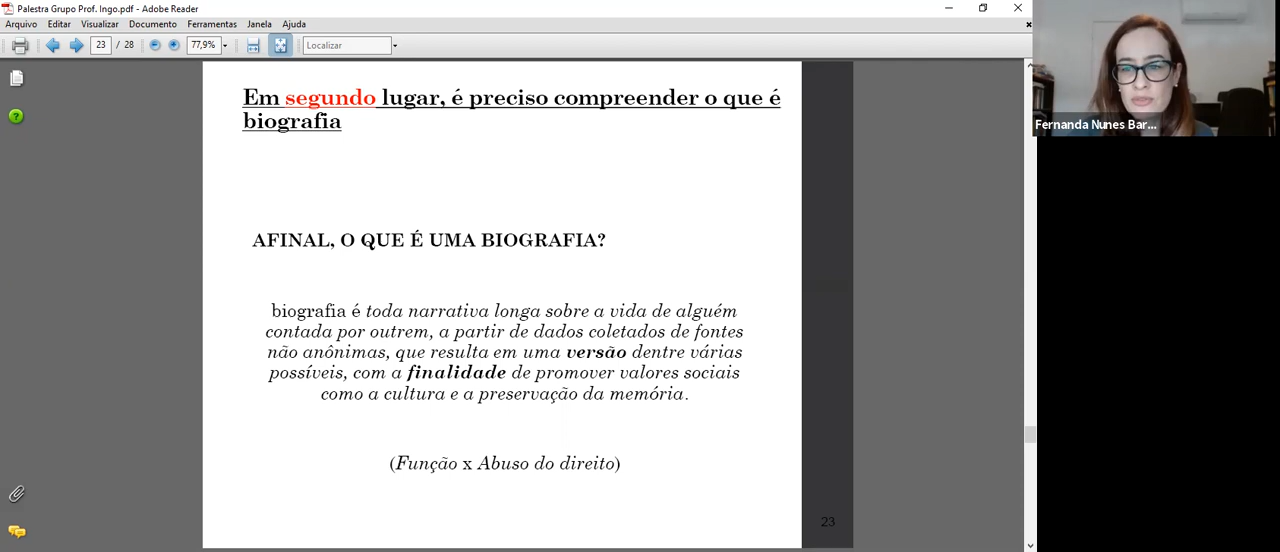 Palestra Grupo Prof. Ingo.pdf - Adobe Reader
Arquivo Editar Visualizar Documento Ferramentas Janela Ajuda
23 / 28 77,9% Localizar
Em segundo lugar, é preciso compreender o que é
biografia
AFINAL, O QUE É UMA BIOGRAFIA?
biografia é toda narrativa longa sobre a vida de alguém
contada por outrem, a partir de dados coletados de fontes
não anônimas, que resulta em uma versão dentre várias
possíveis, com a finalidade de promover valores sociais
como a cultura e a preservação da memória.
(Função x Abuso do direito)
23
Fernanda Nunes Bar...